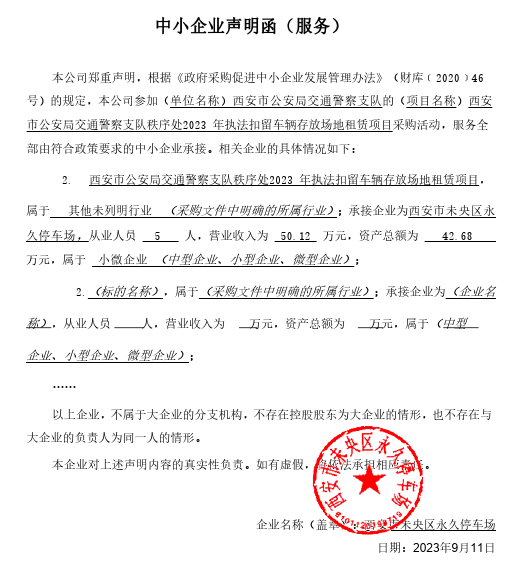 中小企业声明函（服务）
本公司郑重声明，根据《政府采购促进中小企业发展管理办法》（财库﹝2020﹞46
号）的规定，本公司参加（单位名称）西安市公安局交通警察支队的（项目名称）西安
市公安局交通警察支队秩序处2023 年执法扣留车辆存放场地租赁项目采购活动，服务全
部由符合政策要求的中小企业承接。相关企业的具体情况如下：
2. 西安市公安局交通警察支队秩序处2023 年执法扣留车辆存放场地租赁项目，
属于 其他未列明行业 （采购文件中明确的所属行业）；承接企业为西安市未央区永
久停车场，从业人员 5 人，营业收入为 50.12 万元，资产总额为 42.68
万元，属于 小微企业 （中型企业、小型企业、微型企业）；
2.（标的名称），属于（采购文件中明确的所属行业）；承接企业为（企业名
称），从业人员 人，营业收入为 万元，资产总额为 万元，属于（中型
企业、小型企业、微型企业）；
……
以上企业，不属于大企业的分支机构，不存在控股股东为大企业的情形，也不存在与
大企业的负责人为同一人的情形。
本企业对上述声明内容的真实性负责。如有虚假，将依法承担相应责任。
西安市未央区永久停车场
企业名称（盖章）：西安市未央区永久停车场
日期：2023年9月11日